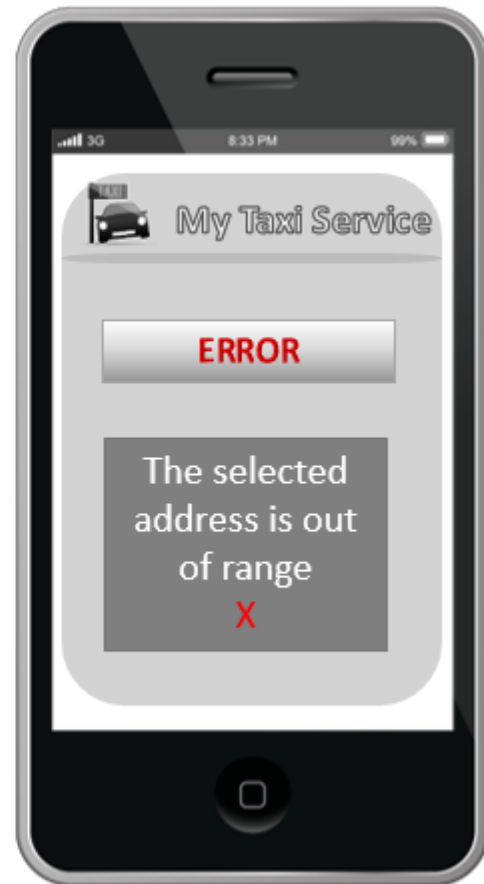 3G 8:33 PM 99%
TAXI
My Taxi Service
ERROR
The selected
address is out
of range
X